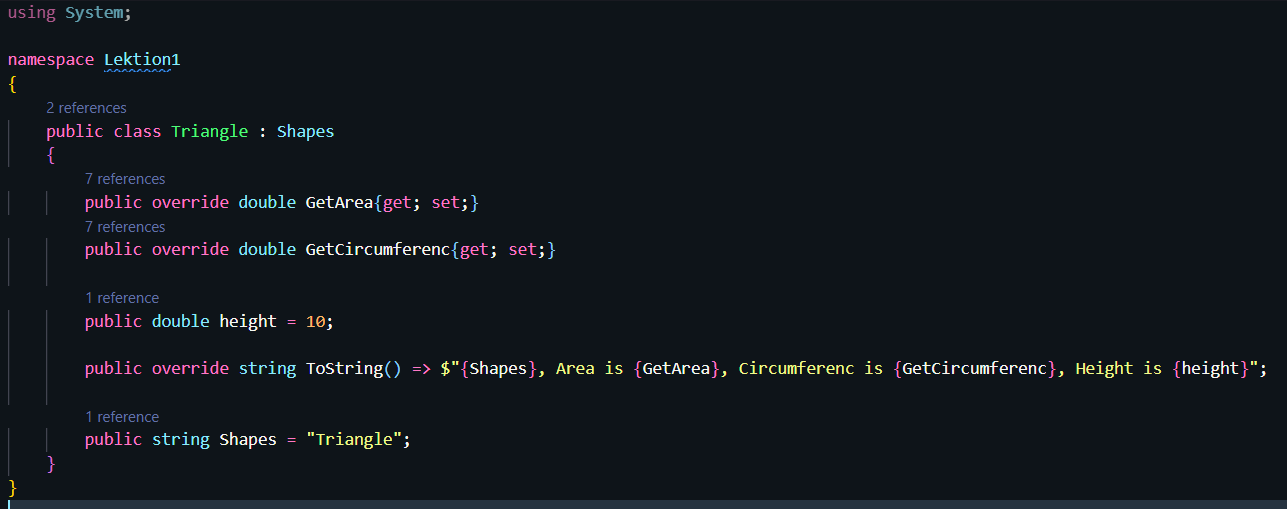 using System;
namespace Lektion1
{
2 references
public class Triangle : Shapes
{
7 references
public override double GetArea{get; set;}
7 references
public override double GetCircumferenc{get; set;}
1 reference
public double height = 10;
public override string ToString() => $"{Shapes}, Area is {GetArea}, Circumferenc is {GetCircumferenc}, Height is {height}";
1 reference
public string Shapes = "Triangle";
}
}